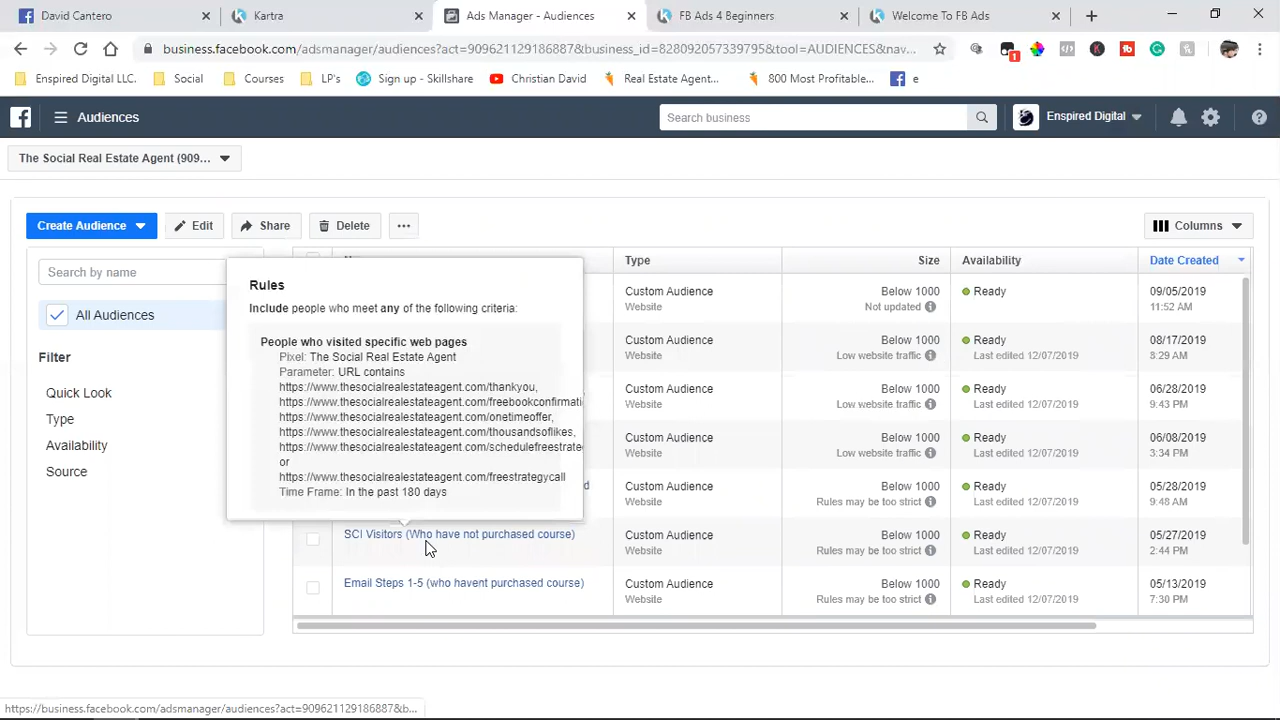 David Cantero
Kartra
Ads Manager - Audiences
FB Ads 4 Beginners
Welcome To FB Ads
business.facebook.com/adsmanager/audiences?act=909621129186887&business_id=828092057339795&tool=AUDIENCES&nav...
1
Enspired Digital LLC.
Social
Courses
LP's
Sign up - Skillshare
Christian David
Real Estate Agent...
800 Most Profitable...
e
Audiences
Search business
Enspired Digital
The Social Real Estate Agent (909...
Create Audience
Edit
Share
Delete
...
Columns
Search by name
All Audiences
Filter
Quick Look
Type
Availability
Source
Type
Size
Availability
Date Created
Rules
Include people who meet any of the following criteria:
People who visited specific web pages
Pixel: The Social Real Estate Agent
Parameter: URL contains
https://www.thesocialrealestateagent.com/thankyou,
https://www.thesocialrealestateagent.com/freebookconfirmati
https://www.thesocialrealestateagent.com/onetimeoffer,
https://www.thesocialrealestateagent.com/thousandsoflikes,
https://www.thesocialrealestateagent.com/schedulefreestrate
or
https://www.thesocialrealestateagent.com/freestrategycall
Time Frame: In the past 180 days
Custom Audience Below 1000 Ready 09/05/2019
Website Not updated 11:52 AM
Custom Audience Below 1000 Ready 08/17/2019
Website Low website traffic Last edited 12/07/2019 8:29 AM
Custom Audience Below 1000 Ready 06/28/2019
Website Low website traffic Last edited 12/07/2019 9:43 PM
Custom Audience Below 1000 Ready 06/08/2019
Website Low website traffic Last edited 12/07/2019 3:34 PM
d Custom Audience Below 1000 Ready 05/28/2019
Website Rules may be too strict Last edited 12/07/2019 9:48 AM
SCI Visitors (Who have not purchased course) Custom Audience Below 1000 Ready 05/27/2019
Website Rules may be too strict Last edited 12/07/2019 2:44 PM
Email Steps 1-5 (who havent purchased course) Custom Audience Below 1000 Ready 05/13/2019
Website Rules may be too strict Last edited 12/07/2019 7:30 PM
https://business.facebook.com/adsmanager/audiences?act=909621129186887&b...